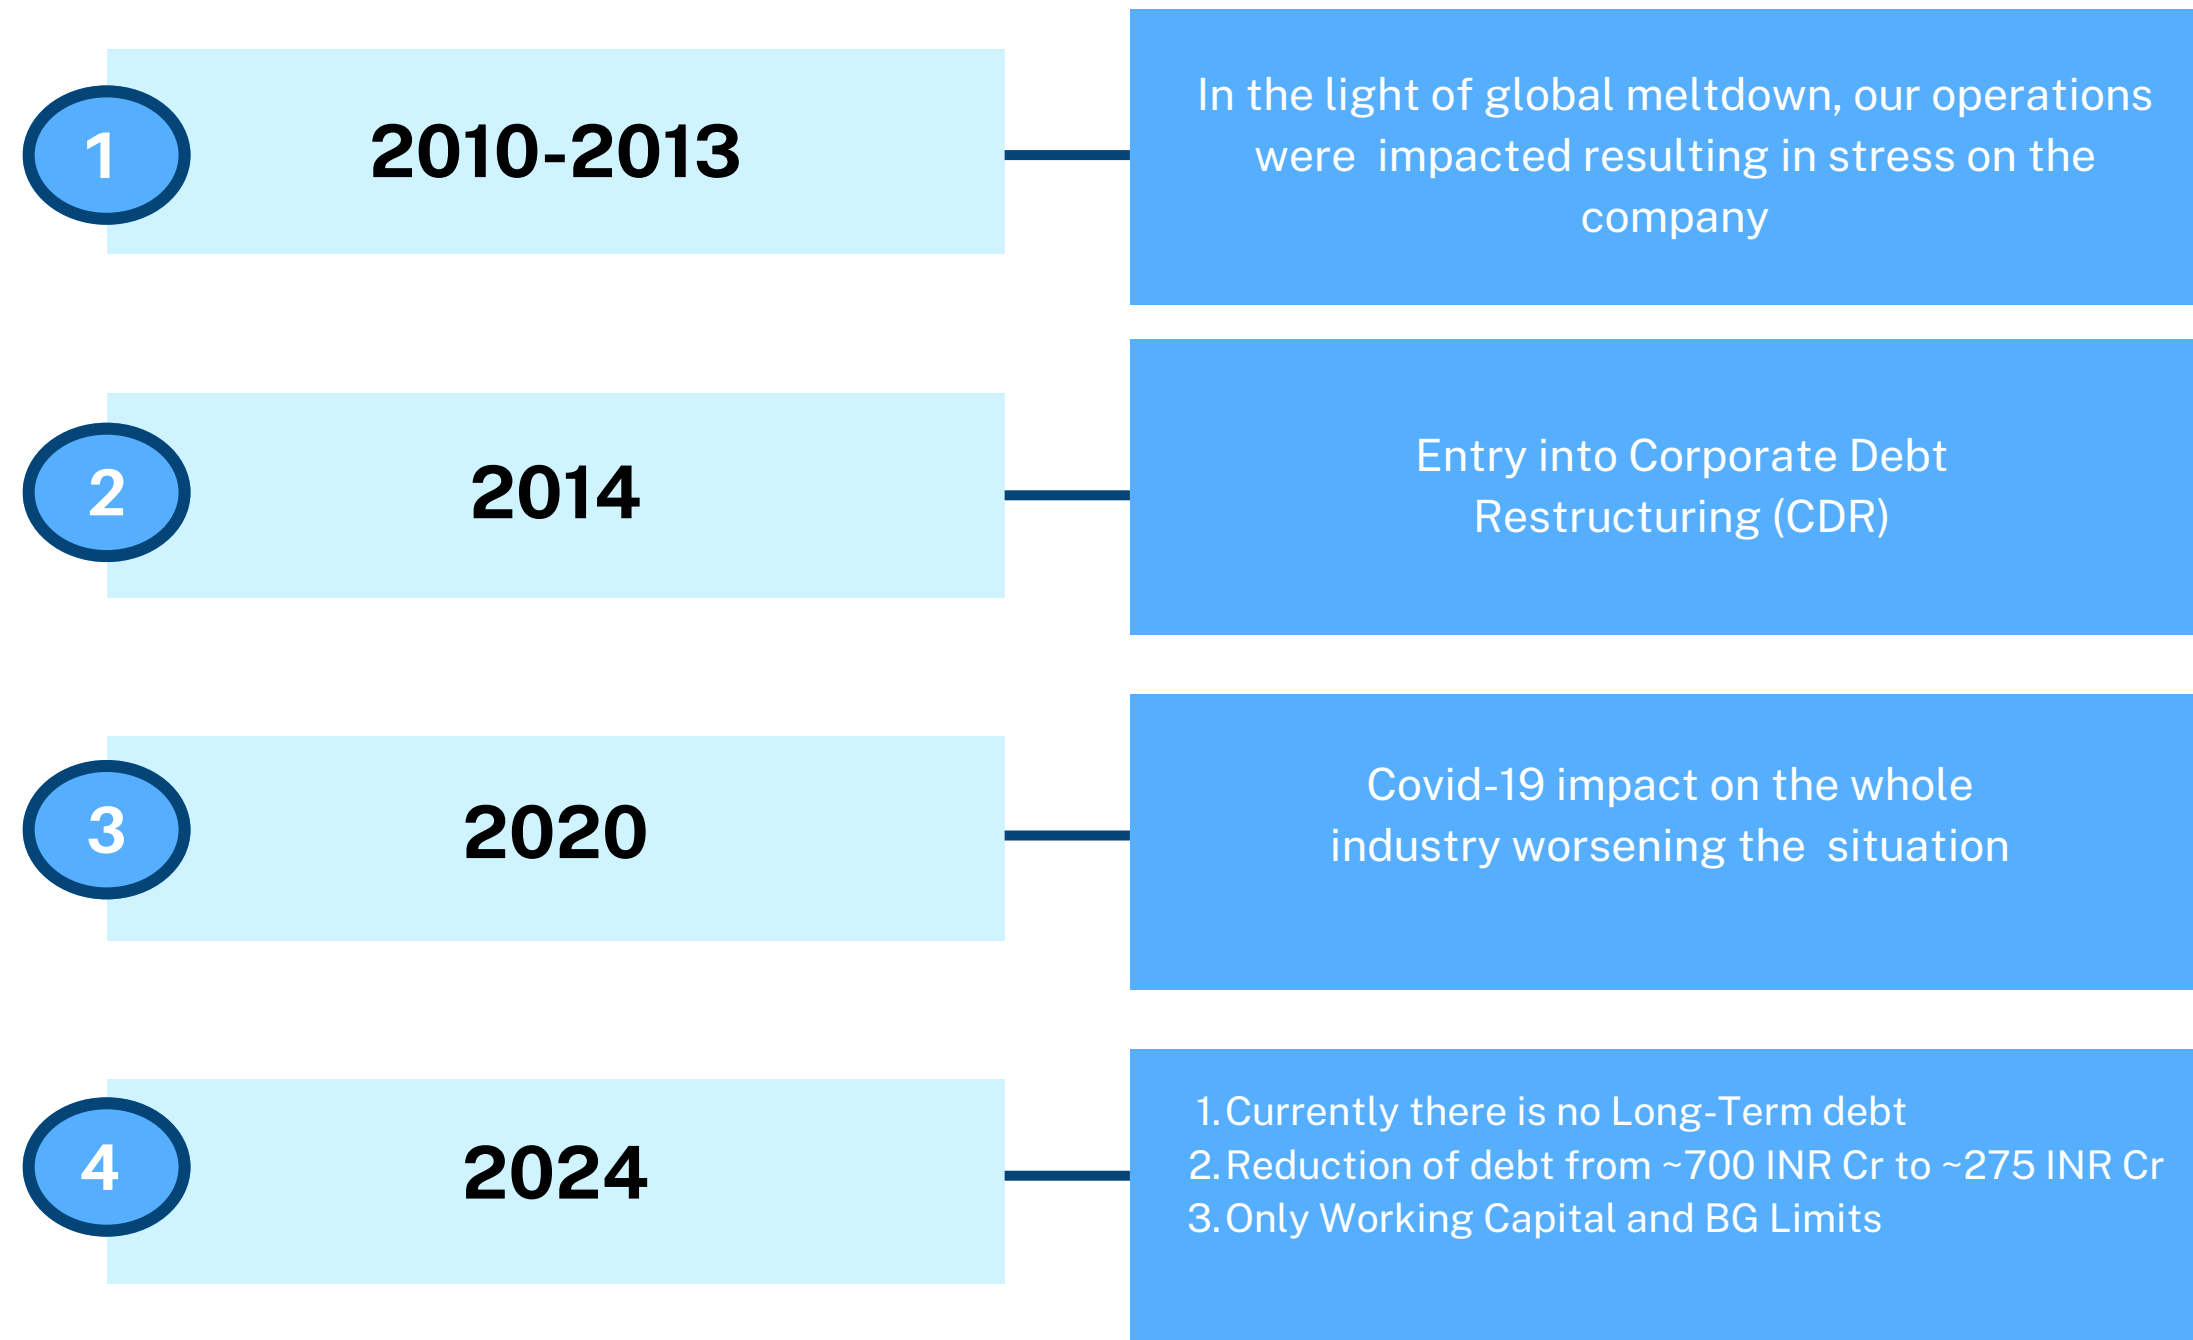 1
2010-2013
In the light of global meltdown, our operations
were  impacted resulting in stress on the
company
2
2014
Entry into Corporate Debt
Restructuring (CDR)
3
2020
Covid-19 impact on the whole
industry worsening the  situation
4
2024
1. Currently there is no Long-Term debt
2. Reduction of debt from ~700 INR Cr to ~275 INR Cr
3. Only Working Capital and BG Limits